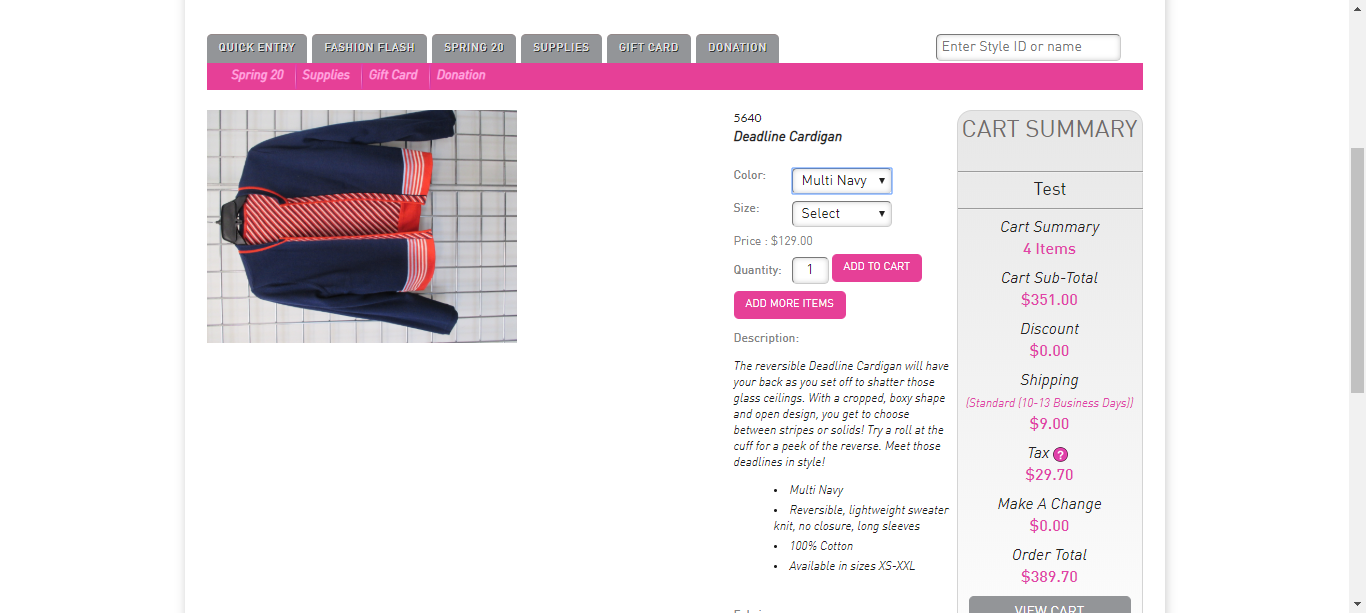 QUICK ENTRY
FASHION FLASH
SPRING 20
SUPPLIES
GIFT CARD
DONATION
Enter Style ID or name
Spring 20
Supplies
Gift Card
Donation
5640
Deadline Cardigan
Color:
Multi Navy
Size:
Select
Price : $129.00
Quantity:
1
ADD TO CART
ADD MORE ITEMS
Description:
The reversible Deadline Cardigan will have
your back as you set off to shatter those
glass ceilings. With a cropped, boxy shape
and open design, you get to choose
between stripes or solids! Try a roll at the
cuff for a peek of the reverse. Meet those
deadlines in style!
• Multi Navy
• Reversible, lightweight sweater
knit, no closure, long sleeves
• 100% Cotton
• Available in sizes XS-XXL
CART SUMMARY
Test
Cart Summary
4 Items
Cart Sub-Total
$351.00
Discount
$0.00
Shipping
(Standard (10-13 Business Days))
$9.00
Tax ?
$29.70
Make A Change
$0.00
Order Total
$389.70
VIEW CART